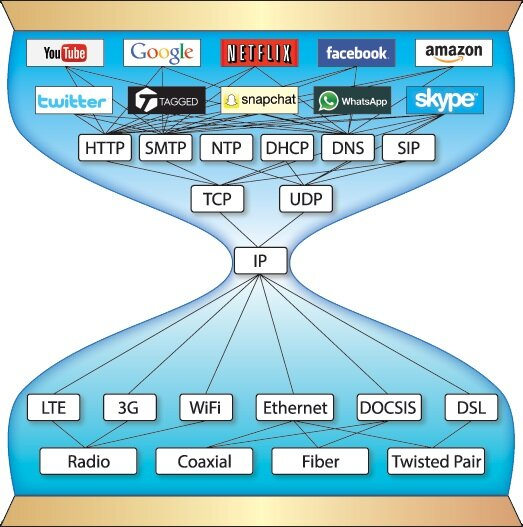 YouTube Google NETFLIX facebook amazon
twitter TAGGED snapchat WhatsApp skype™
HTTP SMTP NTP DHCP DNS SIP
TCP UDP
IP
LTE 3G WiFi Ethernet DOCSIS DSL
Radio Coaxial Fiber Twisted Pair